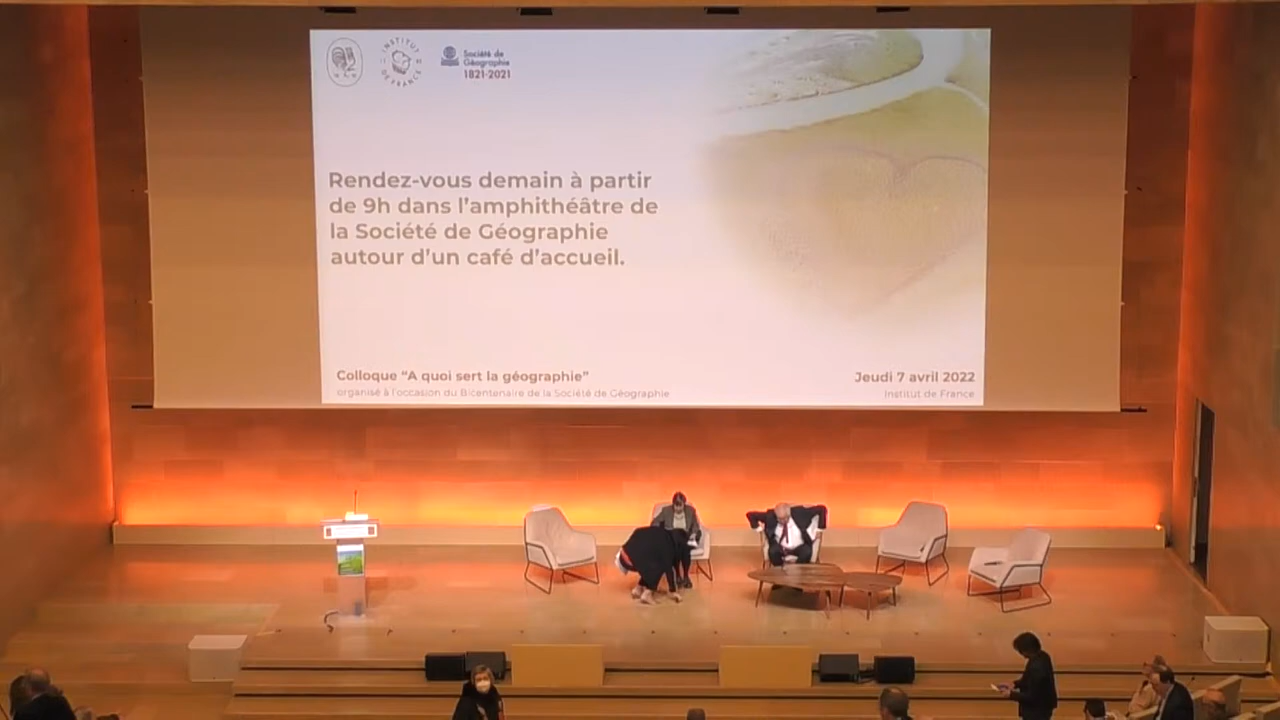 INSTITUT
DE FRANCE
Société de
Géographie
1821·2021
Rendez-vous demain à partir
de 9h dans l'amphithéâtre de
la Société de Géographie
autour d'un café d'accueil.
Colloque "A quoi sert la géographie"
Jeudi 7 avril 2022
organisé à l'occasion du Bicentenaire de la Société de Géographie
Institut de France